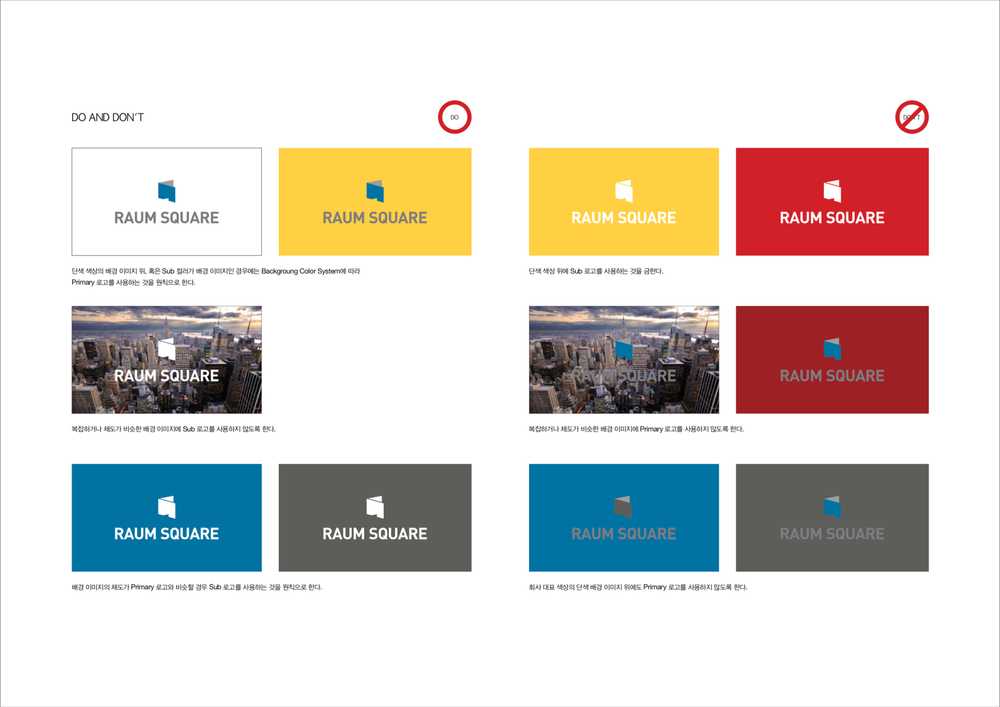 DO AND DON'T
DO
DON'T
RAUM SQUARE
RAUM SQUARE
단색 색상의 배경 이미지 위, 혹은 Sub 컬러가 배경 이미지인 경우에는 Backgroung Color System에 따라
Primary 로고를 사용하는 것을 원칙으로 한다.
RAUM SQUARE
RAUM SQUARE
단색 색상 위에 Sub 로고를 사용하는 것을 금한다.
RAUM SQUARE
복잡하거나 채도가 비슷한 배경 이미지에 Sub 로고를 사용하지 않도록 한다.
RAUM SQUARE
RAUM SQUARE
복잡하거나 채도가 비슷한 배경 이미지에 Primary 로고를 사용하지 않도록 한다.
RAUM SQUARE
RAUM SQUARE
배경 이미지의 채도가 Primary 로고와 비슷할 경우 Sub 로고를 사용하는 것을 원칙으로 한다.
RAUM SQUARE
RAUM SQUARE
회사 대표 색상의 단색 배경 이미지 위에도 Primary 로고를 사용하지 않도록 한다.